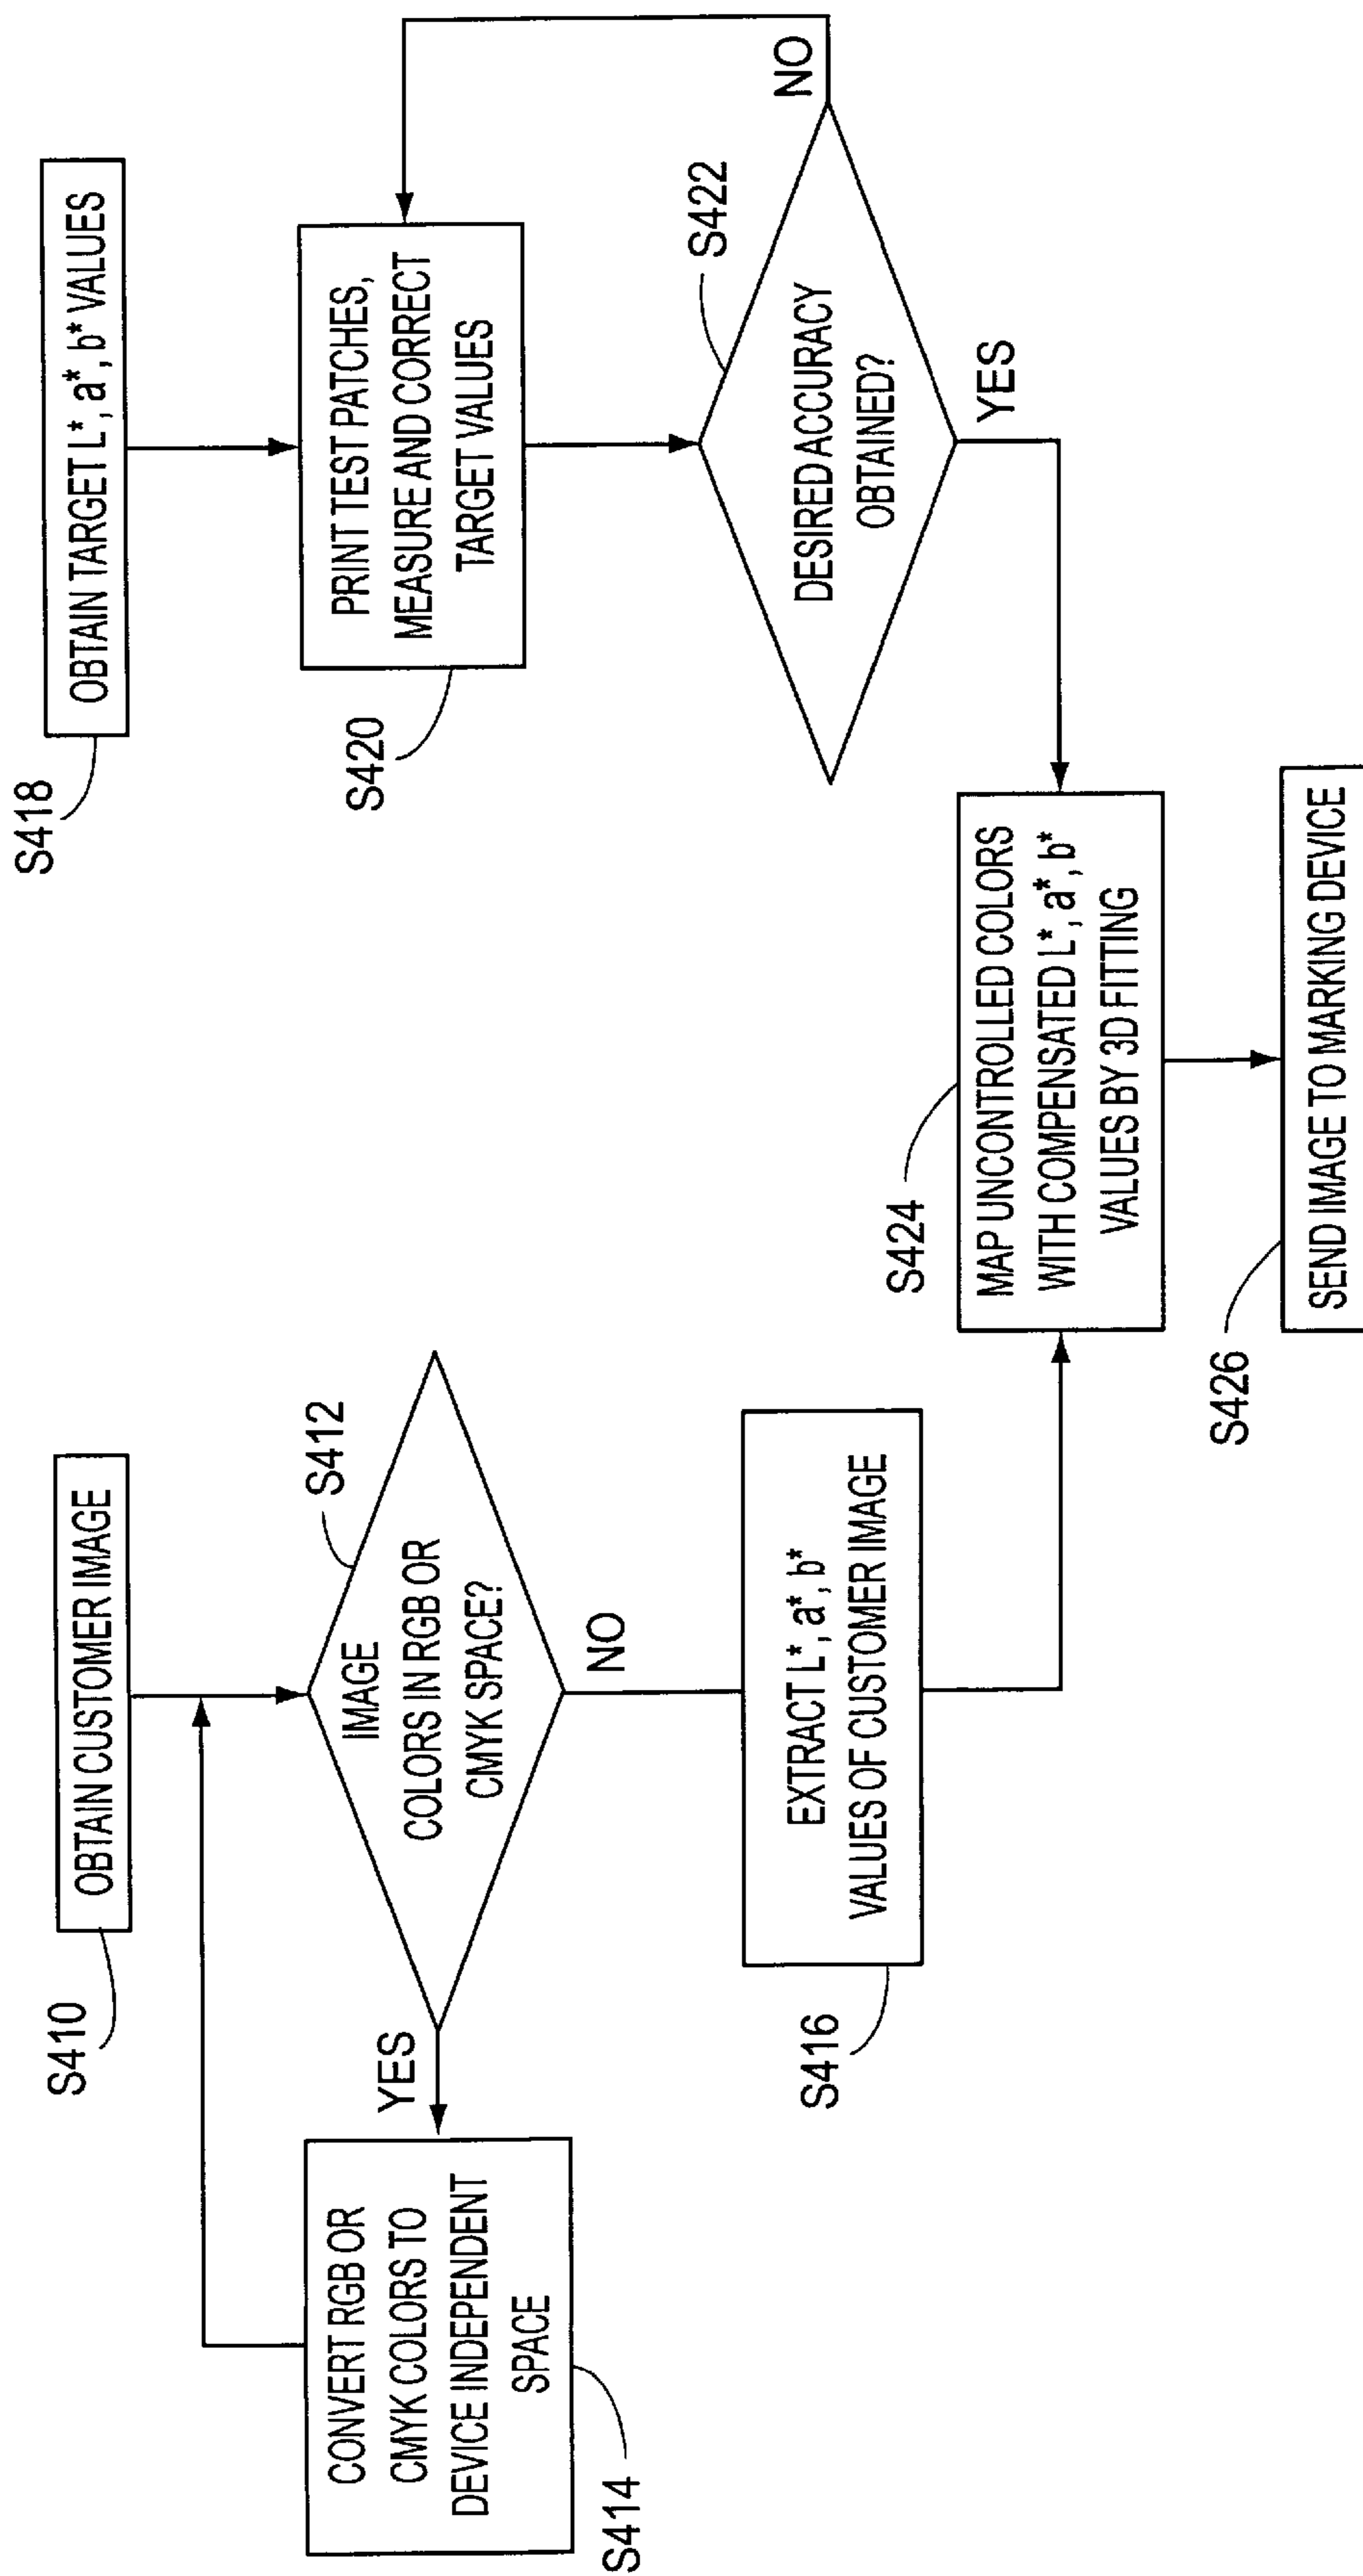 S410
OBTAIN CUSTOMER IMAGE
S412
IMAGE
COLORS IN RGB OR
CMYK SPACE?
YES
NO
CONVERT RGB OR
CMYK COLORS TO
DEVICE INDEPENDENT
SPACE
S414
EXTRACT L*, a*, b*
VALUES OF CUSTOMER IMAGE
S416
S418
OBTAIN TARGET L*, a*, b* VALUES
PRINT TEST PATCHES,
MEASURE AND CORRECT
TARGET VALUES
S420
S422
DESIRED ACCURACY
OBTAINED?
NO
YES
S424
MAP UNCONTROLLED COLORS
WITH COMPENSATED L*, a*, b*
VALUES BY 3D FITTING
S426
SEND IMAGE TO MARKING DEVICE